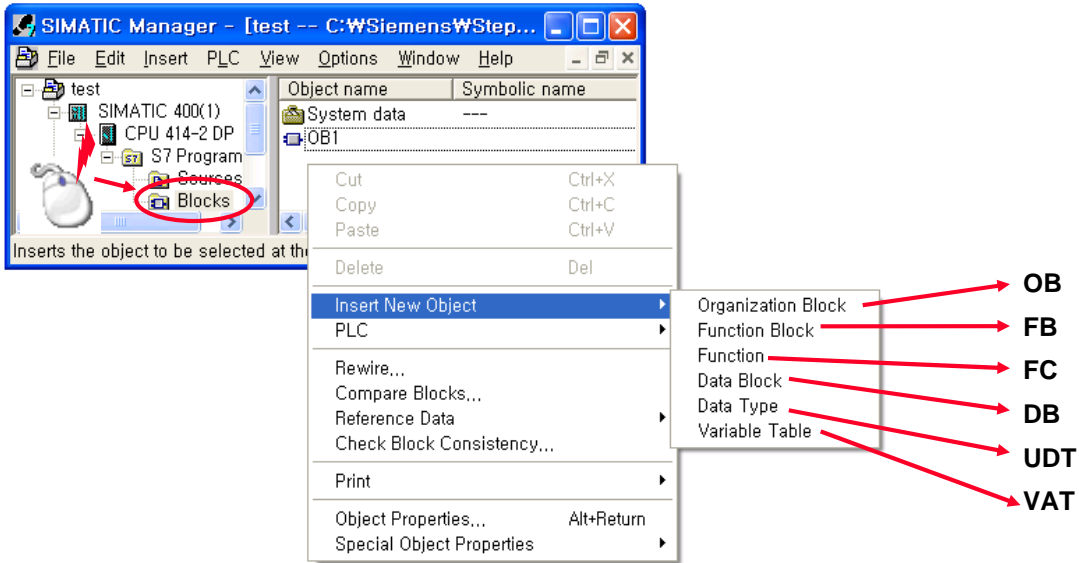 SIMATIC Manager - [test -- C:₩Siemens₩Step...
File Edit Insert PLC View Options Window Help
test
SIMATIC 400(1)
CPU 414-2 DP
S7 Program
Sources
Blocks
Object name Symbolic name
System data ---
OB1
Inserts the object to be selected at the
Cut Ctrl+X
Copy Ctrl+C
Paste Ctrl+V
Delete Del
Insert New Object
PLC
Rewire...
Compare Blocks...
Reference Data
Check Block Consistency...
Print
Object Properties... Alt+Return
Special Object Properties
Organization Block
Function Block
Function
Data Block
Data Type
Variable Table
OB
FB
FC
DB
UDT
VAT